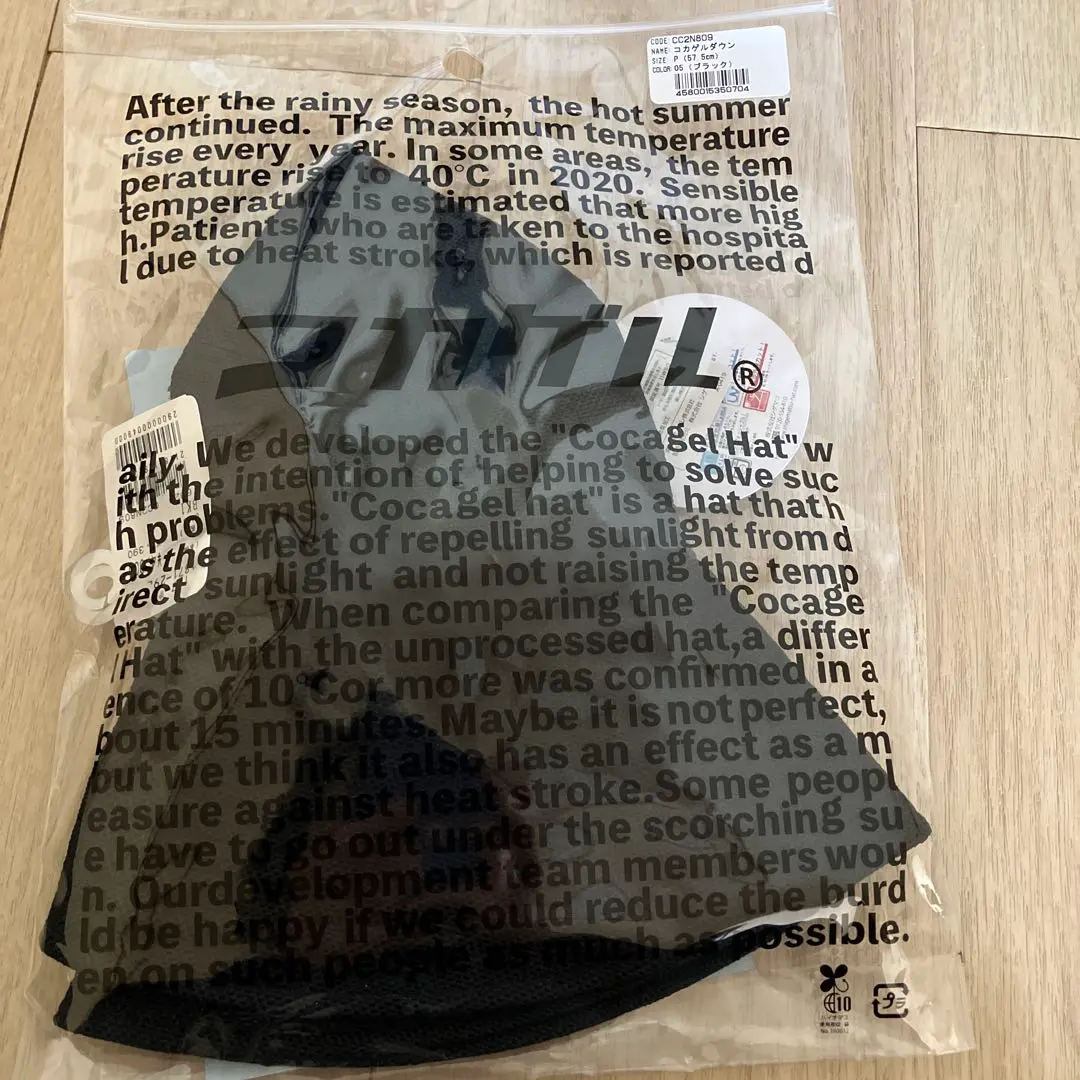 CODE: CC2N809
NAME: コカゲルダウン
SIZE: P (57.5cm)
COLOR: 05 (ブラック)
4580015350704
After the rainy season, the hot summer
continued. The maximum temperature
rise every year. In some areas, the tem
perature rise to 40°C in 2020. Sensible
temperature is estimated that more hig
h.Patients who are taken to the hospita
l due to heat stroke, which is reported d
コカゲル®
aily. We developed the "Cocagel Hat" w
ith the intention of helping to solve suc
h problems. "Cocagel hat" is a hat that h
as the effect of repelling sunlight from d
irect sunlight and not raising the temp
erature. When comparing the "Cocage
l Hat" with the unprocessed hat,a differ
ence of 10°C or more was confirmed in a
bout 15 minutes.Maybe it is not perfect,
but we think it also has an effect as a m
easure against heat stroke.Some peopl
e have to go out under the scorching su
n. Ourdevelopment team members wou
ld be happy if we could reduce the burd
en on such people as much as possible.
10
プラ